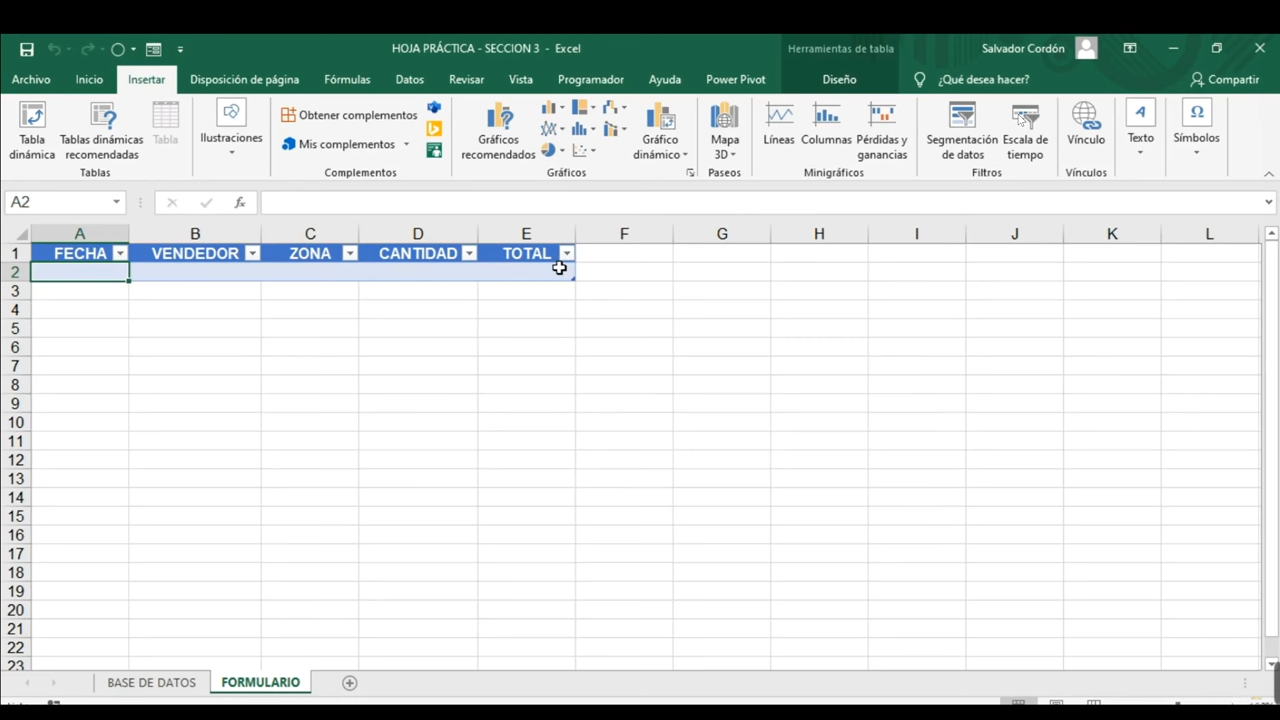 HOJA PRÁCTICA - SECCION 3 - Excel
Herramientas de tabla
Salvador Cordón
Archivo Inicio Insertar Disposición de página Fórmulas Datos Revisar Vista Programador Ayuda Power Pivot Diseño ¿Qué desea hacer? Compartir
Tabla dinámica
Tablas dinámicas recomendadas
Tabla
Tablas
Ilustraciones
Obtener complementos
Mis complementos
Complementos
Gráficos recomendados
Gráfico dinámico
Gráficos
Mapa 3D
Paseos
Líneas
Columnas
Pérdidas y ganancias
Minigráficos
Segmentación de datos
Escala de tiempo
Filtros
Vínculo
Vínculos
Texto
Símbolos
A2
fx
A B C D E F G H I J K L
1 FECHA VENDEDOR ZONA CANTIDAD TOTAL
2
3
4
5
6
7
8
9
10
11
12
13
14
15
16
17
18
19
20
21
22
23
BASE DE DATOS FORMULARIO